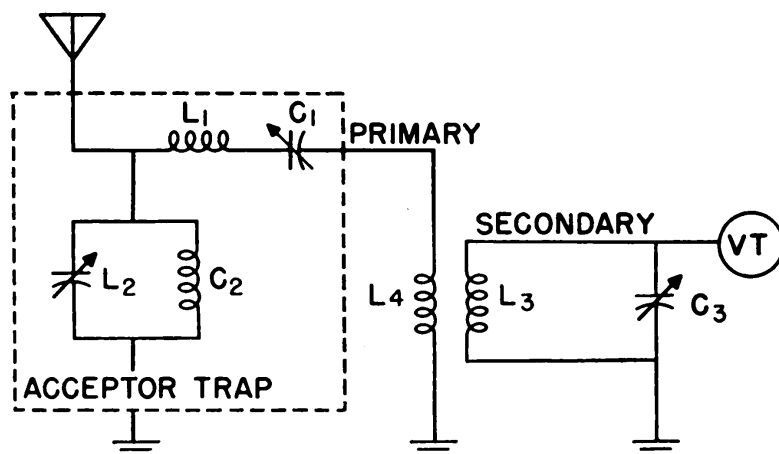 L1
C1
PRIMARY
SECONDARY
VT
L2
C2
L4
L3
C3
ACCEPTOR TRAP